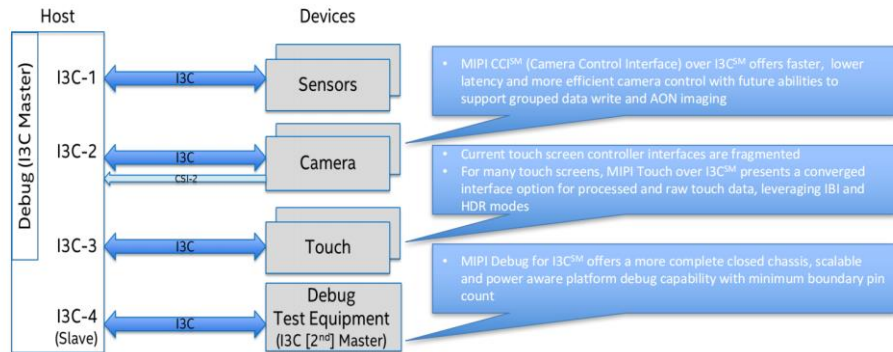 Host
Devices
Debug (I3C Master)
I3C-1
I3C
Sensors
• MIPI CCI℠ (Camera Control Interface) over I3C℠ offers faster, lower
latency and more efficient camera control with future abilities to
support grouped data write and AON imaging
I3C-2
I3C
CSI-2
Camera
• Current touch screen controller interfaces are fragmented
• For many touch screens, MIPI Touch over I3C℠ presents a converged
interface option for processed and raw touch data, leveraging IBI and
HDR modes
I3C-3
I3C
Touch
• MIPI Debug for I3C℠ offers a more complete closed chassis, scalable
and power aware platform debug capability with minimum boundary pin
count
I3C-4
(Slave)
I3C
Debug
Test Equipment
(I3C [2nd] Master)